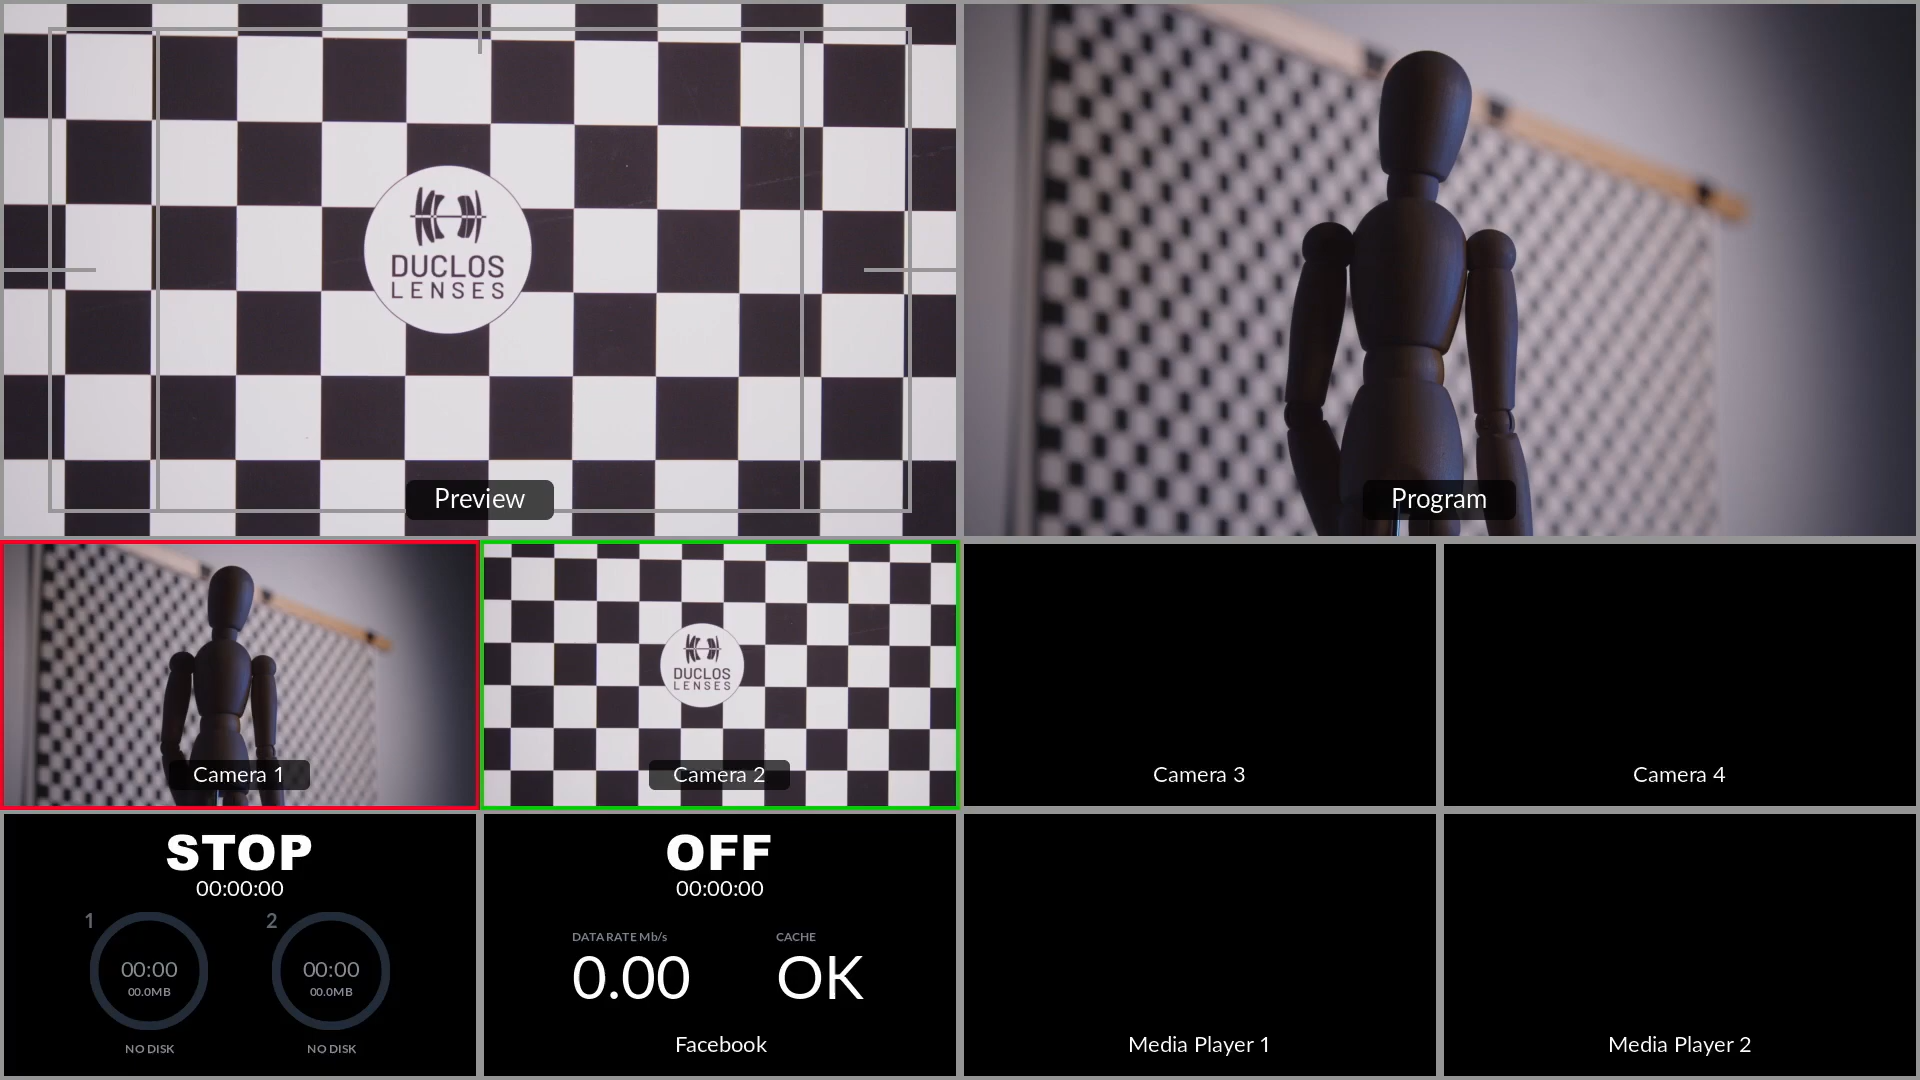 DUCLOS
LENSES
Preview
Program
Camera 1
DUCLOS
LENSES
Camera 2
Camera 3
Camera 4
STOP
00:00:00
1
00:00
00.0MB
NO DISK
2
00:00
00.0MB
NO DISK
OFF
00:00:00
DATA RATE Mb/s
0.00
CACHE
OK
Facebook
Media Player 1
Media Player 2